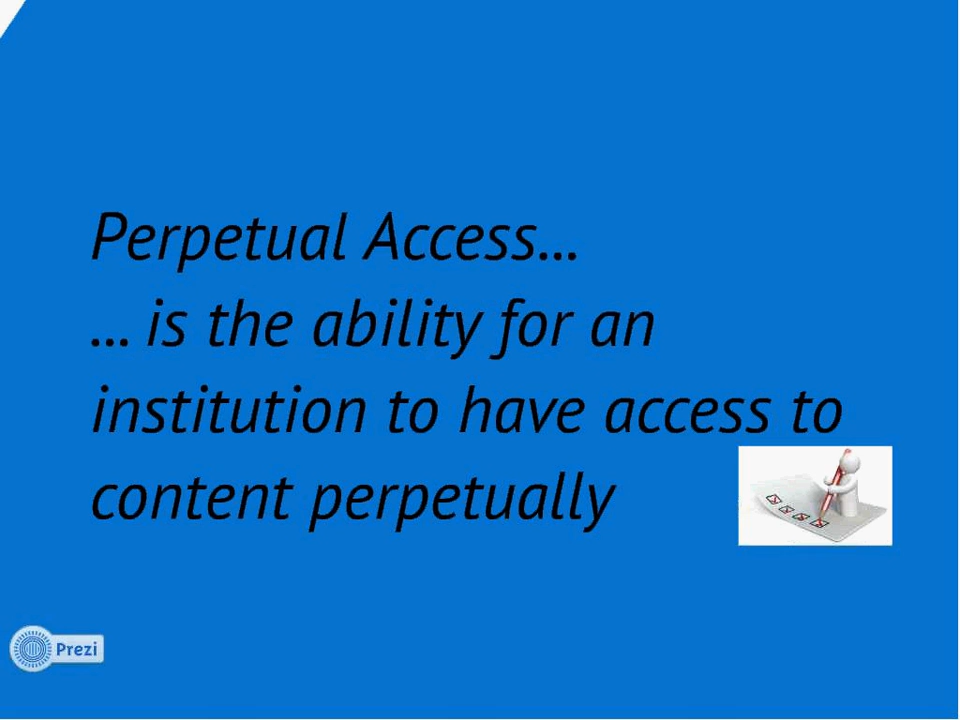 Perpetual Access...
... is the ability for an
institution to have access to
content perpetually
Prezi